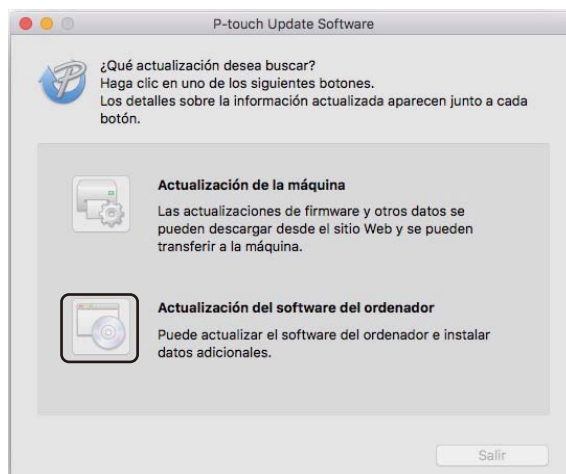 P-touch Update Software
¿Qué actualización desea buscar?
Haga clic en uno de los siguientes botones.
Los detalles sobre la información actualizada aparecen junto a cada
botón.
Actualización de la máquina
Las actualizaciones de firmware y otros datos se
pueden descargar desde el sitio Web y se pueden
transferir a la máquina.
Actualización del software del ordenador
Puede actualizar el software del ordenador e instalar
datos adicionales.
Salir